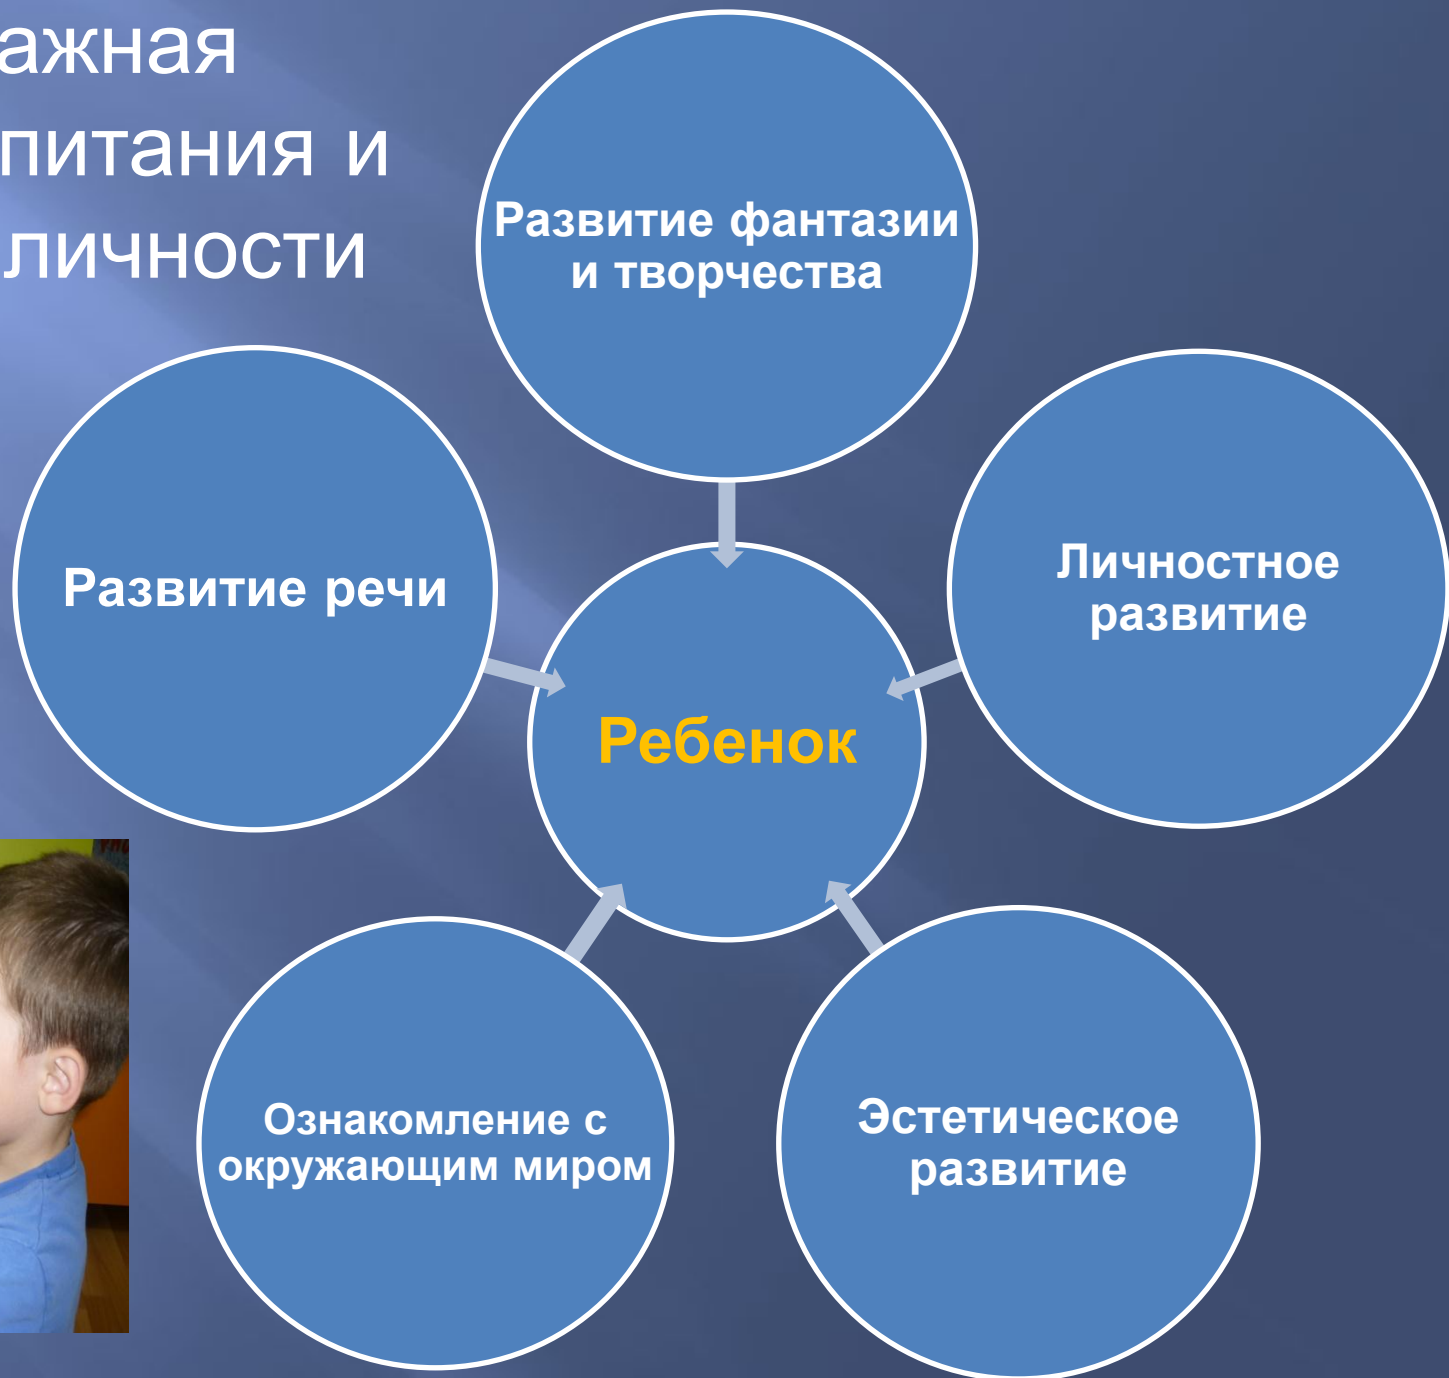 ажная
питания и
личности
Развитие фантазии
и творчества
Развитие речи
Личностное
развитие
Ребенок
Ознакомление с
окружающим миром
Эстетическое
развитие